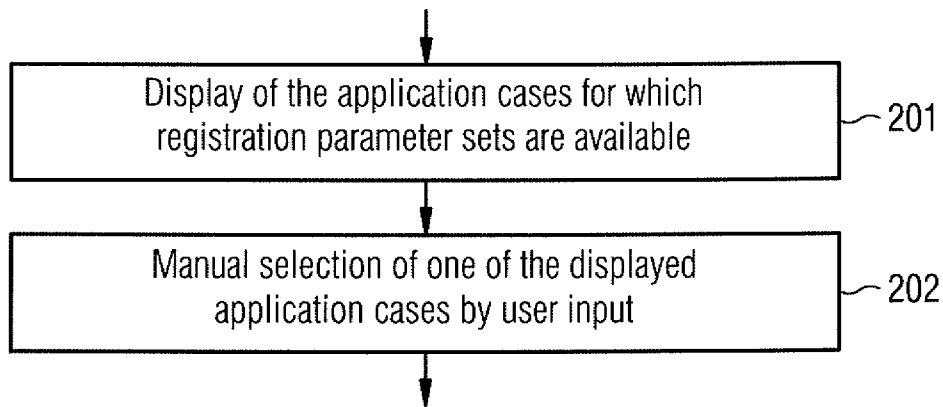 Display of the application cases for which
registration parameter sets are available
201
Manual selection of one of the displayed
application cases by user input
202